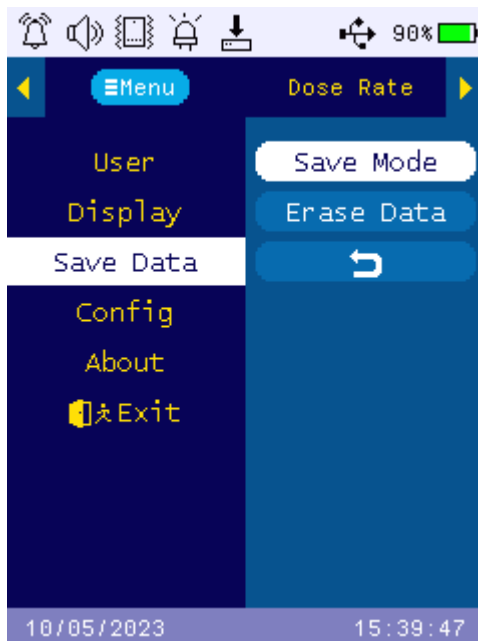 90%
Menu Dose Rate
User Save Mode
Display Erase Data
Save Data
Config
About
Exit
10/05/2023 15:39:47